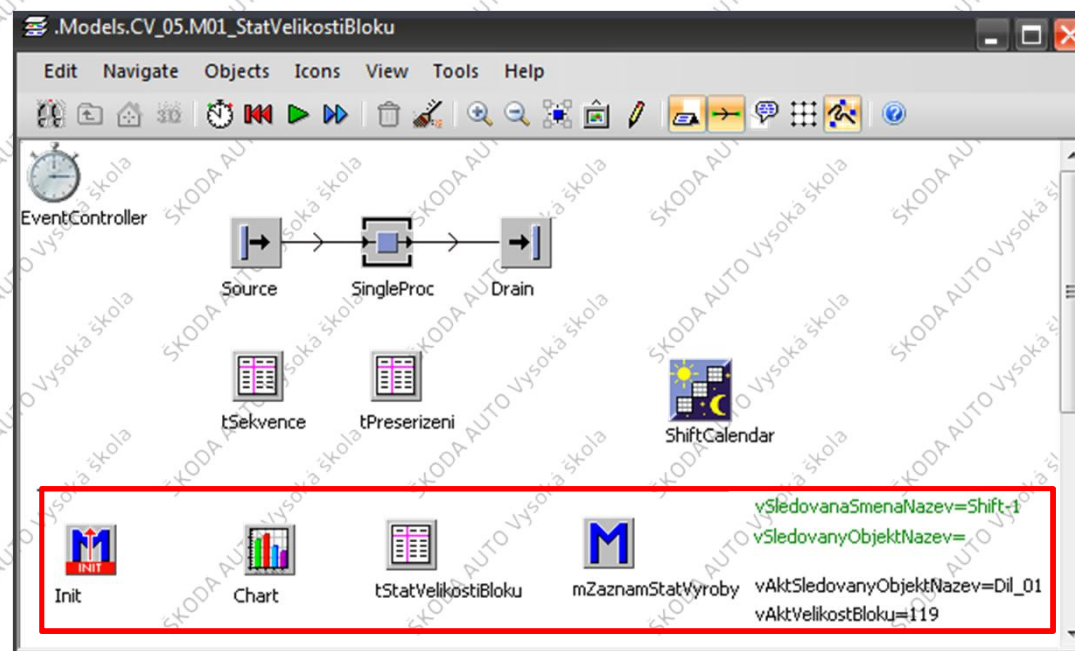 .Models.CV_05.M01_StatVelikostiBloku
Edit Navigate Objects Icons View Tools Help
EventController
Source SingleProc Drain
tSekvence tPreserizeni ShiftCalendar
vSledovanaSmenaNazev=Shift-1
vSledovanyObjektNazev=
Init Chart tStatVelikostiBloku mZaznamStatVyroby vAktSledovanyObjektNazev=Dil_01
vAktVelikostBloku=119
ŠKODA AUTO Vysoká škola